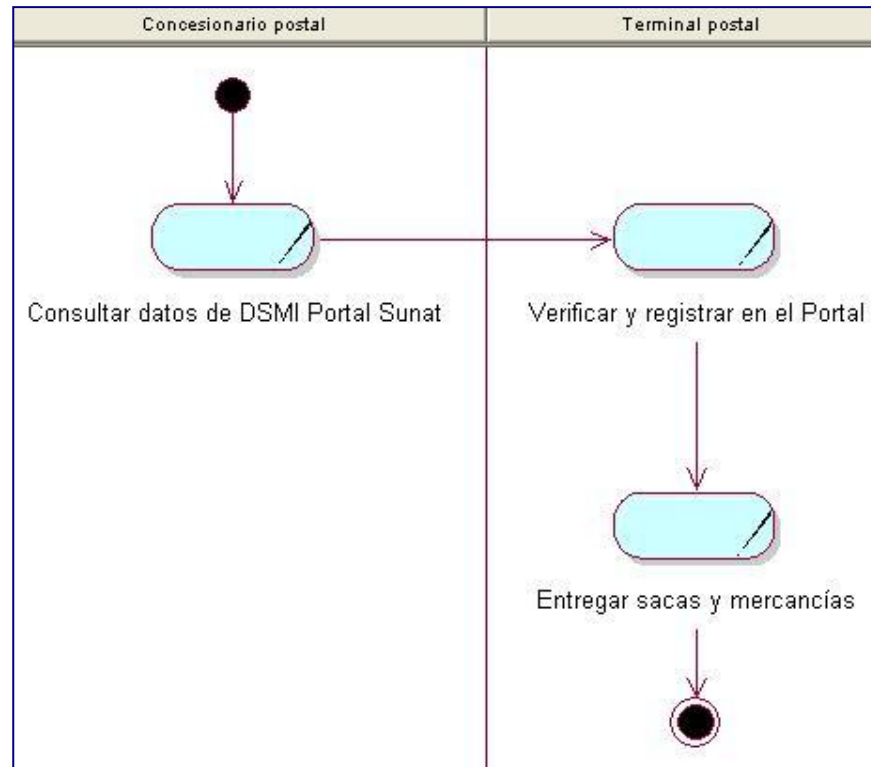 Concesionario postal
Terminal postal
Consultar datos de DSMI Portal Sunat
Verificar y registrar en el Portal
Entregar sacas y mercancías